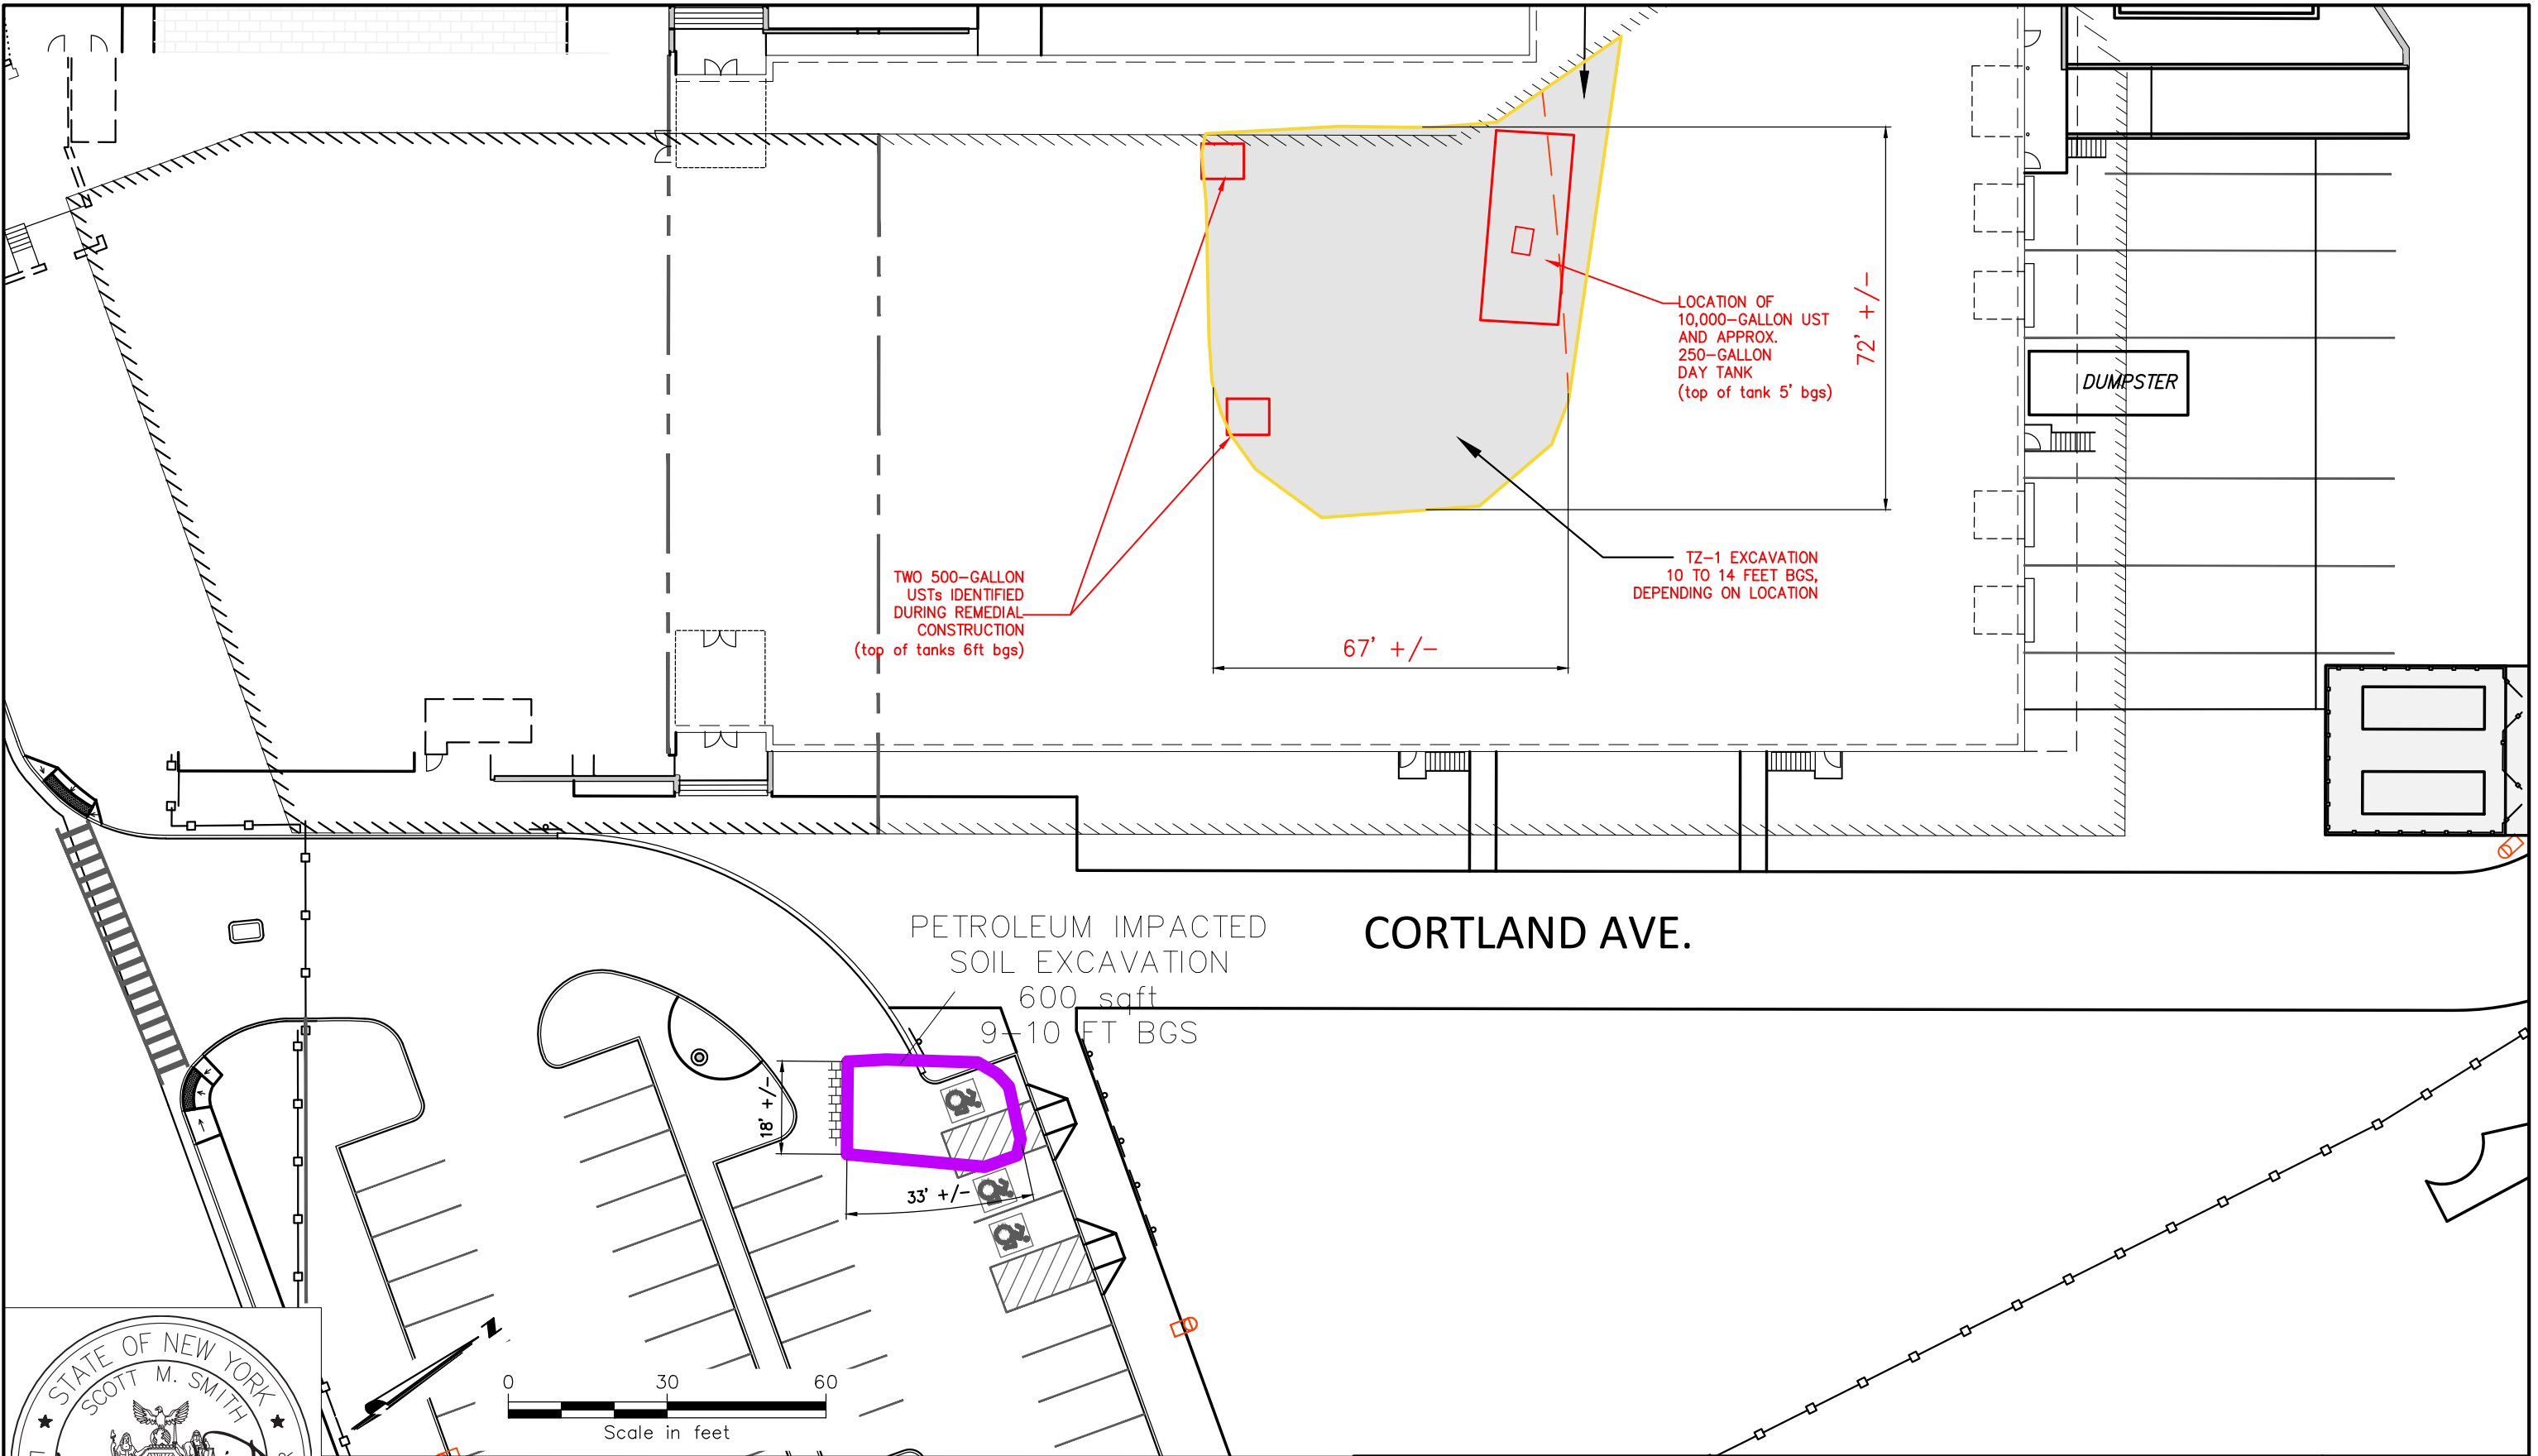 LOCATION OF
10,000-GALLON UST
AND APPROX.
250-GALLON
DAY TANK
(top of tank 5' bgs)
72' +/-
DUMPSTER
TWO 500-GALLON
USTs IDENTIFIED
DURING REMEDIAL
CONSTRUCTION
(top of tanks 6ft bgs)
TZ-1 EXCAVATION
10 TO 14 FEET BGS,
DEPENDING ON LOCATION
67' +/-
PETROLEUM IMPACTED
SOIL EXCAVATION
600 sqft
9-10 FT BGS
CORTLAND AVE.
18' +/-
33' +/-
N
0 30 60
Scale in feet
STATE OF NEW YORK
SCOTT M. SMITH